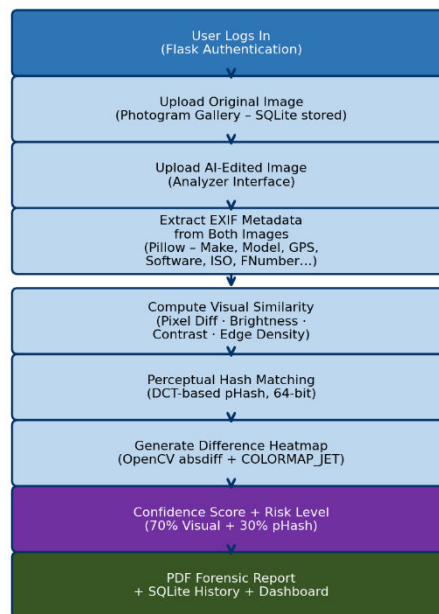 User Logs In
(Flask Authentication)
Upload Original Image
(Photogram Gallery – SQLite stored)
Upload AI-Edited Image
(Analyzer Interface)
Extract EXIF Metadata
from Both Images
(Pillow – Make, Model, GPS,
Software, ISO, FNumber…)
Compute Visual Similarity
(Pixel Diff · Brightness ·
Contrast · Edge Density)
Perceptual Hash Matching
(DCT-based pHash, 64-bit)
Generate Difference Heatmap
(OpenCV absdiff + COLORMAP_JET)
Confidence Score + Risk Level
(70% Visual + 30% pHash)
PDF Forensic Report
+ SQLite History + Dashboard